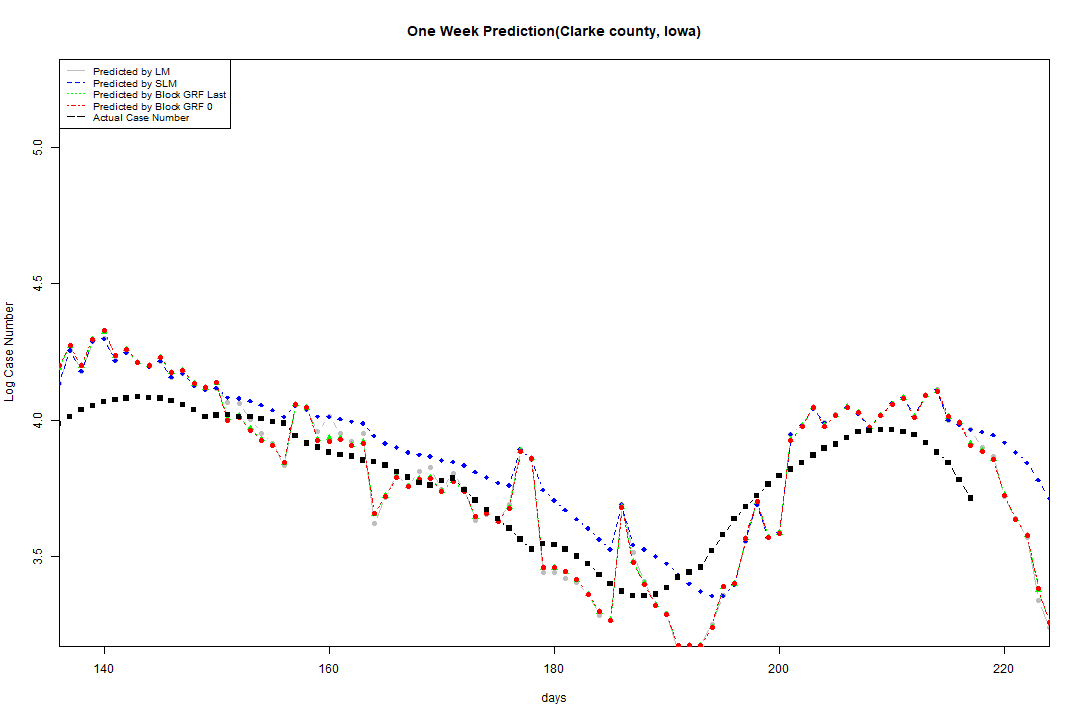 One Week Prediction(Clarke county, Iowa)
Predicted by LM
Predicted by SLM
Predicted by Block GRF Last
Predicted by Block GRF 0
Actual Case Number
Log Case Number
5.0
4.5
4.0
3.5
140 160 180 200 220
days